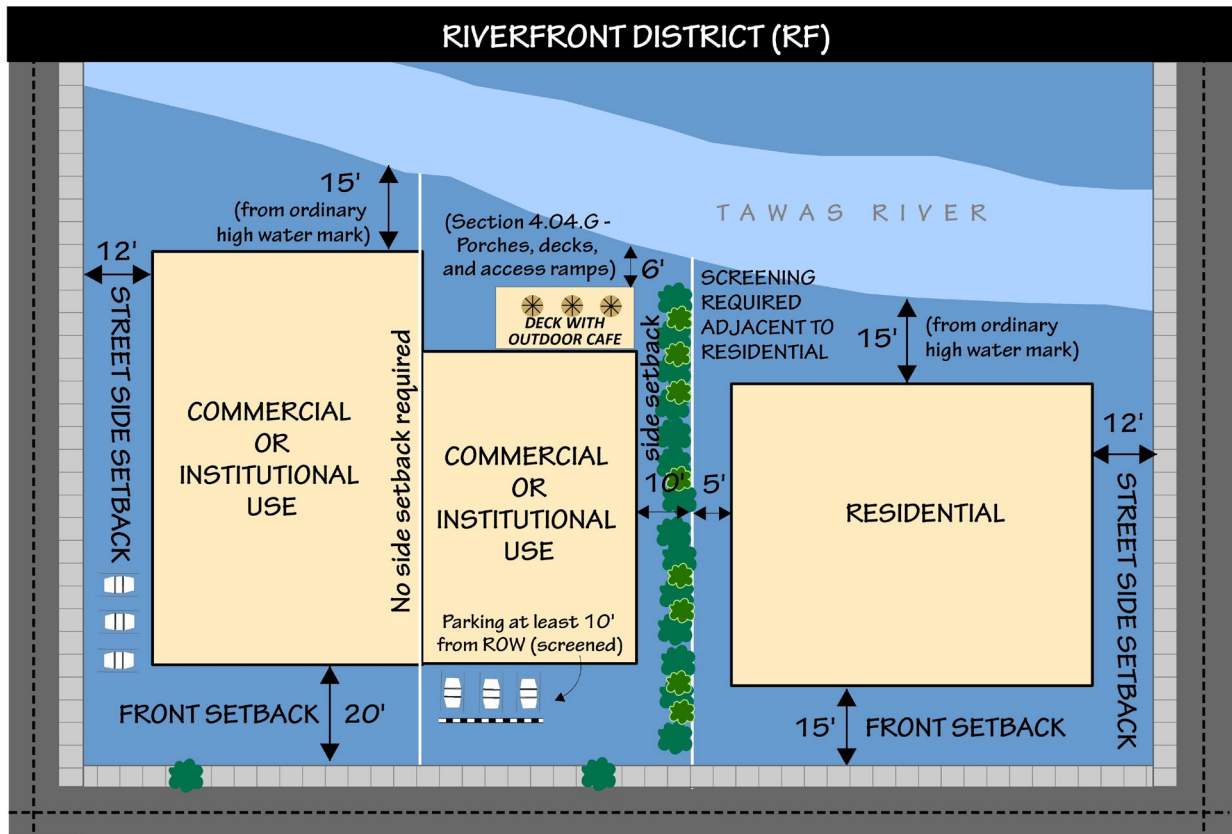 RIVERFRONT DISTRICT (RF)
TAWAS RIVER
15'
(from ordinary
high water mark)
12'
STREET SIDE SETBACK
COMMERCIAL
OR
INSTITUTIONAL
USE
No side setback required
(Section 4.04.G -
Porches, decks,
and access ramps)
6'
DECK WITH
OUTDOOR CAFE
COMMERCIAL
OR
INSTITUTIONAL
USE
Parking at least 10'
from ROW (screened)
side setback
10'
SCREENING
REQUIRED
ADJACENT TO
RESIDENTIAL
5'
15'
(from ordinary
high water mark)
RESIDENTIAL
12'
STREET SIDE SETBACK
FRONT SETBACK
20'
15'
FRONT SETBACK